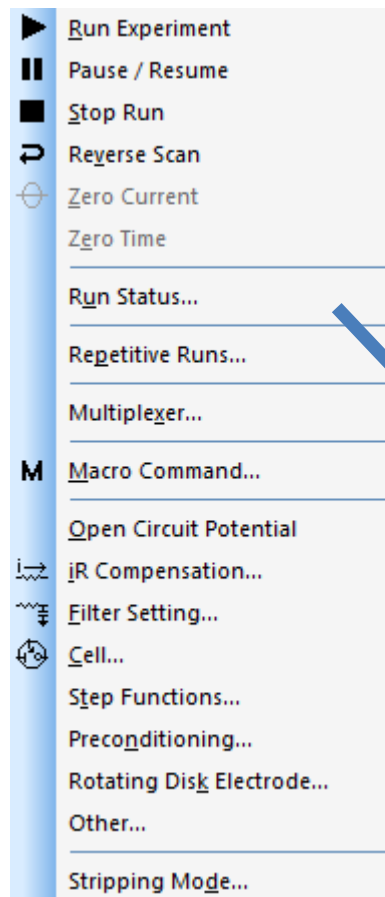 Run Experiment
Pause / Resume
Stop Run
Reverse Scan
Zero Current
Zero Time
Run Status...
Repetitive Runs...
Multiplexer...
M Macro Command...
Open Circuit Potential
i iR Compensation...
Filter Setting...
Cell...
Step Functions...
Preconditioning...
Rotating Disk Electrode...
Other...
Stripping Mode...